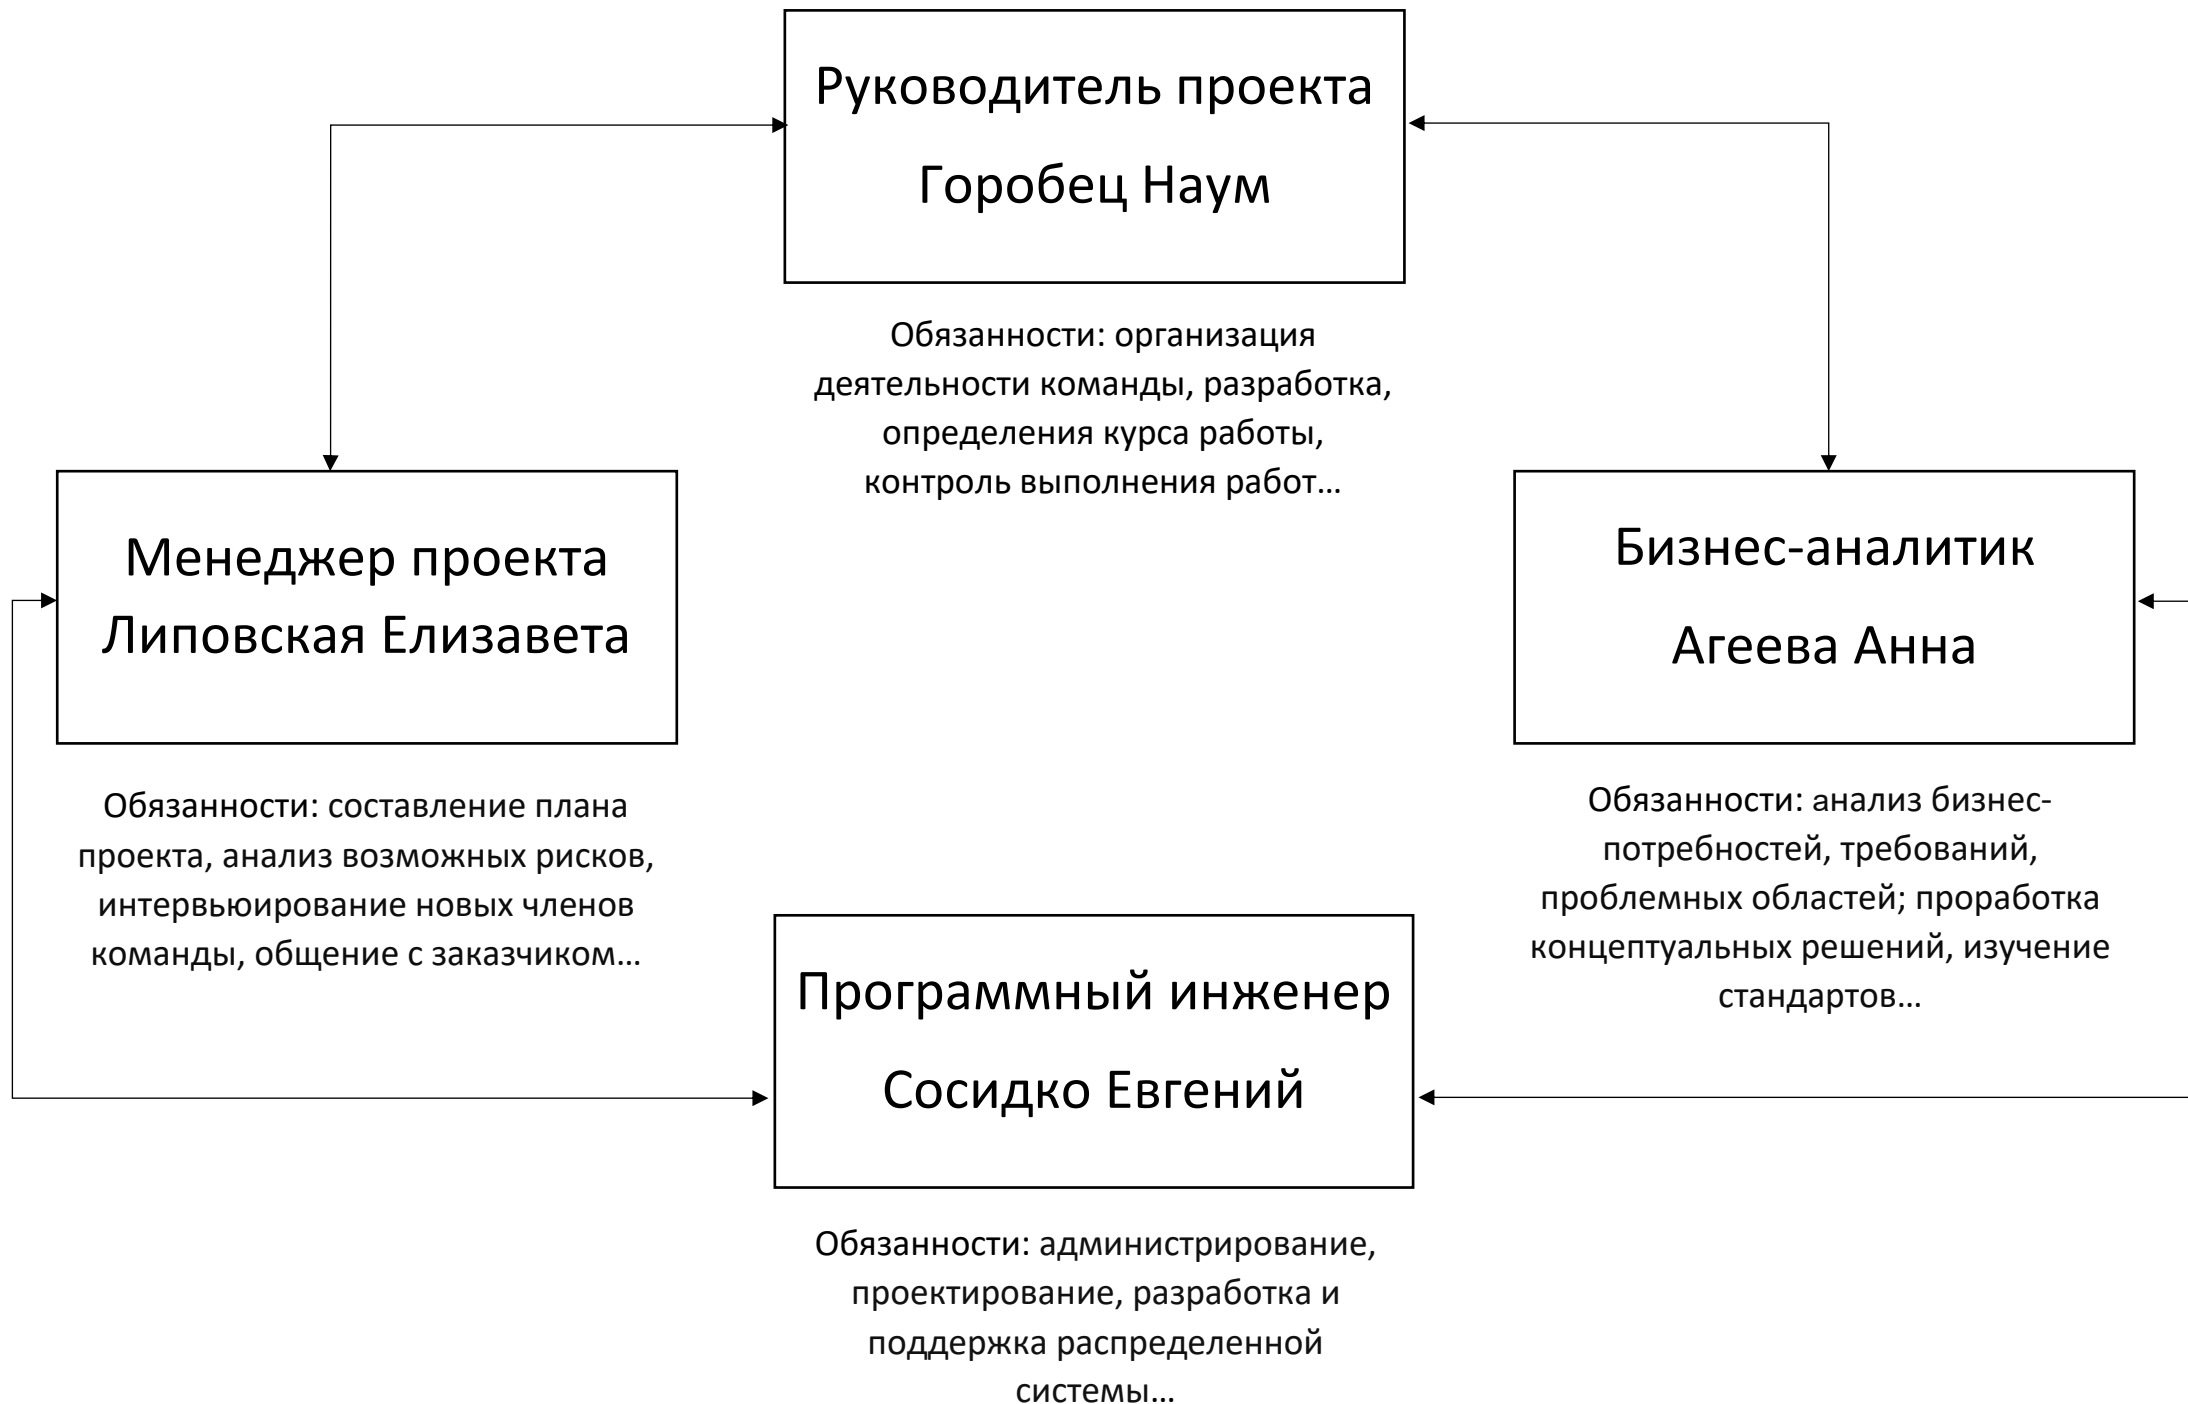 Руководитель проекта
Горобец Наум
Обязанности: организация
деятельности команды, разработка,
определения курса работы,
контроль выполнения работ...
Менеджер проекта
Липовская Елизавета
Обязанности: составление плана
проекта, анализ возможных рисков,
интервьюирование новых членов
команды, общение с заказчиком...
Бизнес-аналитик
Агеева Анна
Обязанности: анализ бизнес-
потребностей, требований,
проблемных областей; проработка
концептуальных решений, изучение
стандартов...
Программный инженер
Сосидко Евгений
Обязанности: администрирование,
проектирование, разработка и
поддержка распределенной
системы...